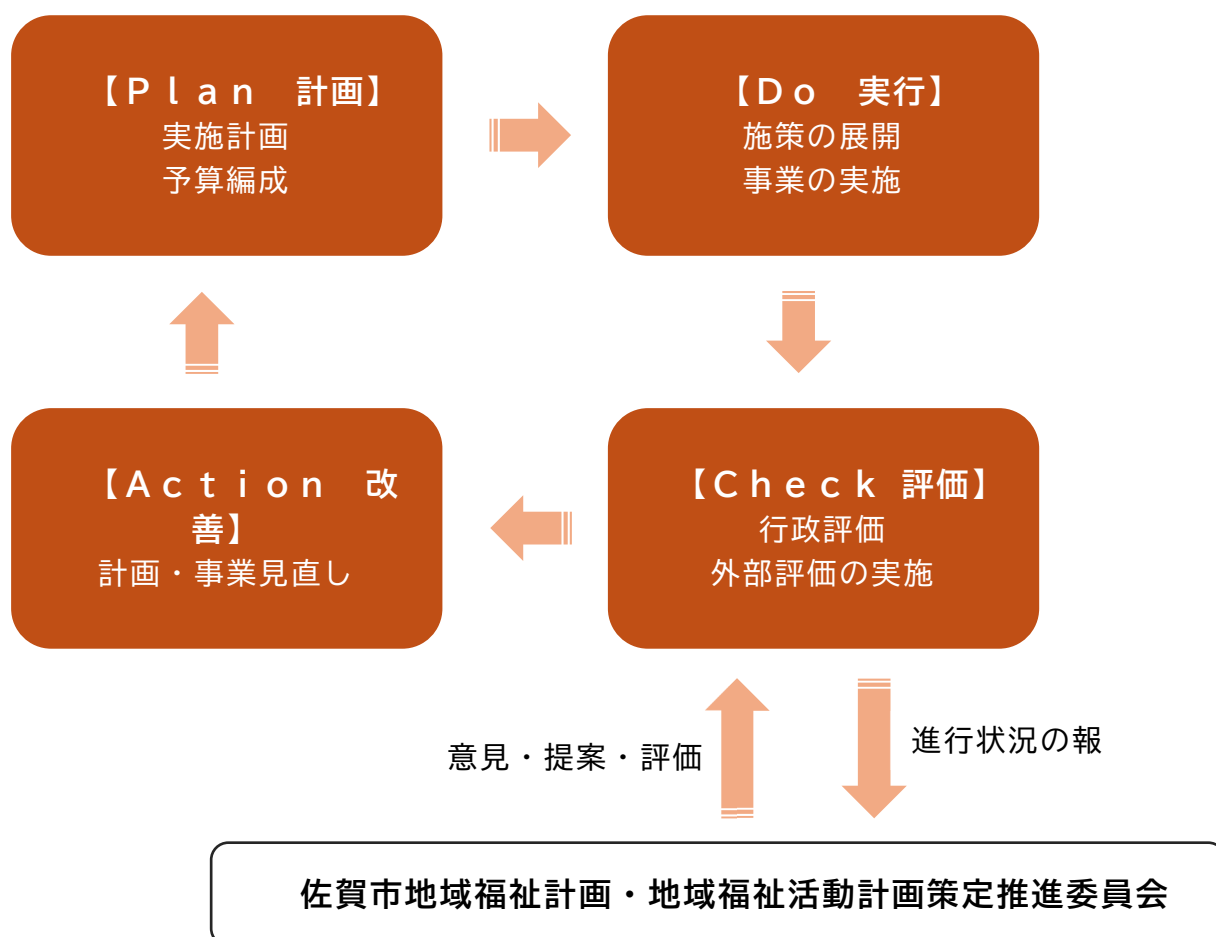 【Ｐｌａｎ　計画】
実施計画
予算編成
【Ｄｏ　実行】
施策の展開
事業の実施
【Ａｃｔｉｏｎ　改
善】
計画・事業見直し
【Ｃｈｅｃｋ 評価】
行政評価
外部評価の実施
意見・提案・評価
進行状況の報
佐賀市地域福祉計画・地域福祉活動計画策定推進委員会